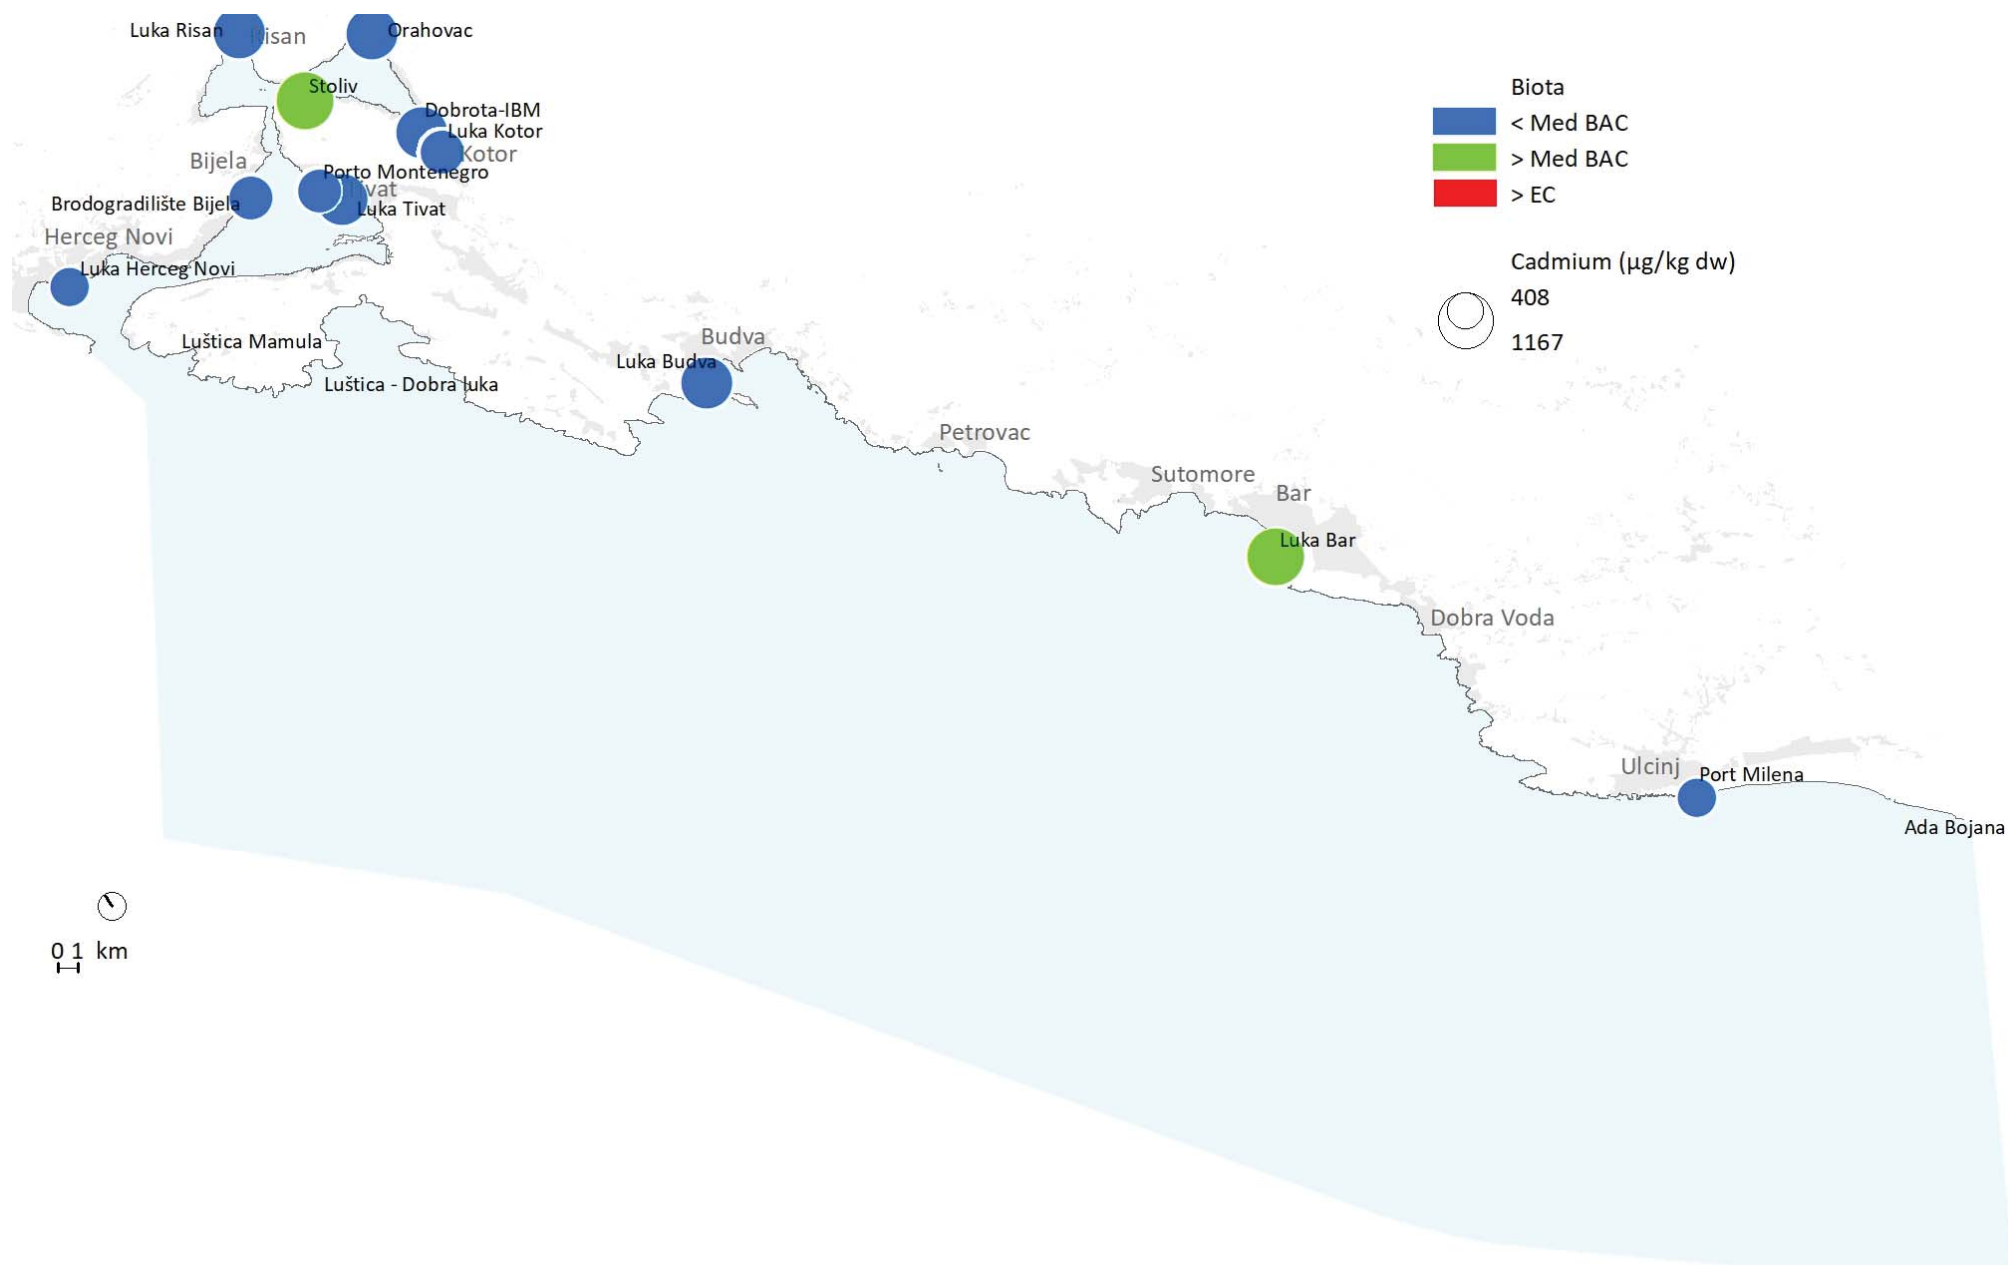 Luka Risan
Risan
Orahovac
Stoliv
Dobrota-IBM
Luka Kotor
Kotor
Bijela
Porto Montenegro
Tivat
Brodogradilište Bijela
Luka Tivat
Herceg Novi
Luka Herceg Novi
Luštica Mamula
Luštica - Dobra luka
Budva
Luka Budva
Petrovac
Sutomore
Bar
Luka Bar
Dobra Voda
Ulcinj
Port Milena
Ada Bojana
Biota
< Med BAC
> Med BAC
> EC
Cadmium (µg/kg dw)
408
1167
0 1 km